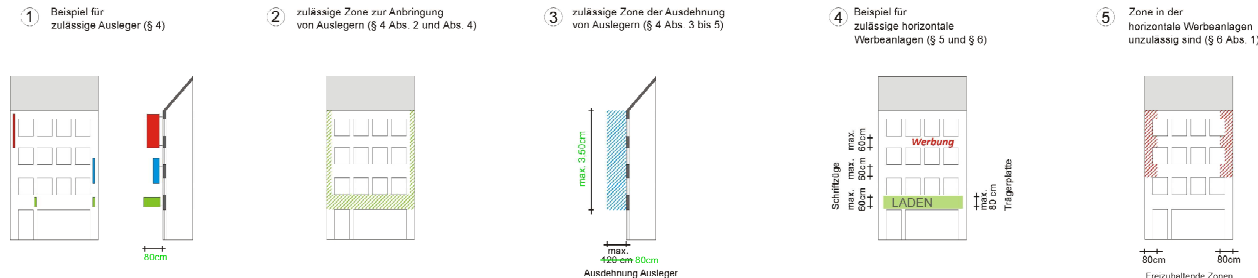 1 Beispiel für
zulässige Ausleger (§ 4)
80cm
2 zulässige Zone zur Anbringung
von Auslegern (§ 4 Abs. 2 und Abs. 4)
3 zulässige Zone der Ausdehnung
von Auslegern (§ 4 Abs. 3 bis 5)
max. 3.50cm
max.
120 cm 80cm
Ausdehnung Ausleger
4 Beispiel für
zulässige horizontale
Werbeanlagen (§ 5 und § 6)
Schriftzüge
max.
60cm
max.
60cm
max.
60cm
Werbung
LADEN
max.
80 cm
Trägerplatte
5 Zone in der
horizontale Werbeanlagen
unzulässig sind (§ 6 Abs. 1)
80cm
80cm
Freizuhaltende Zonen